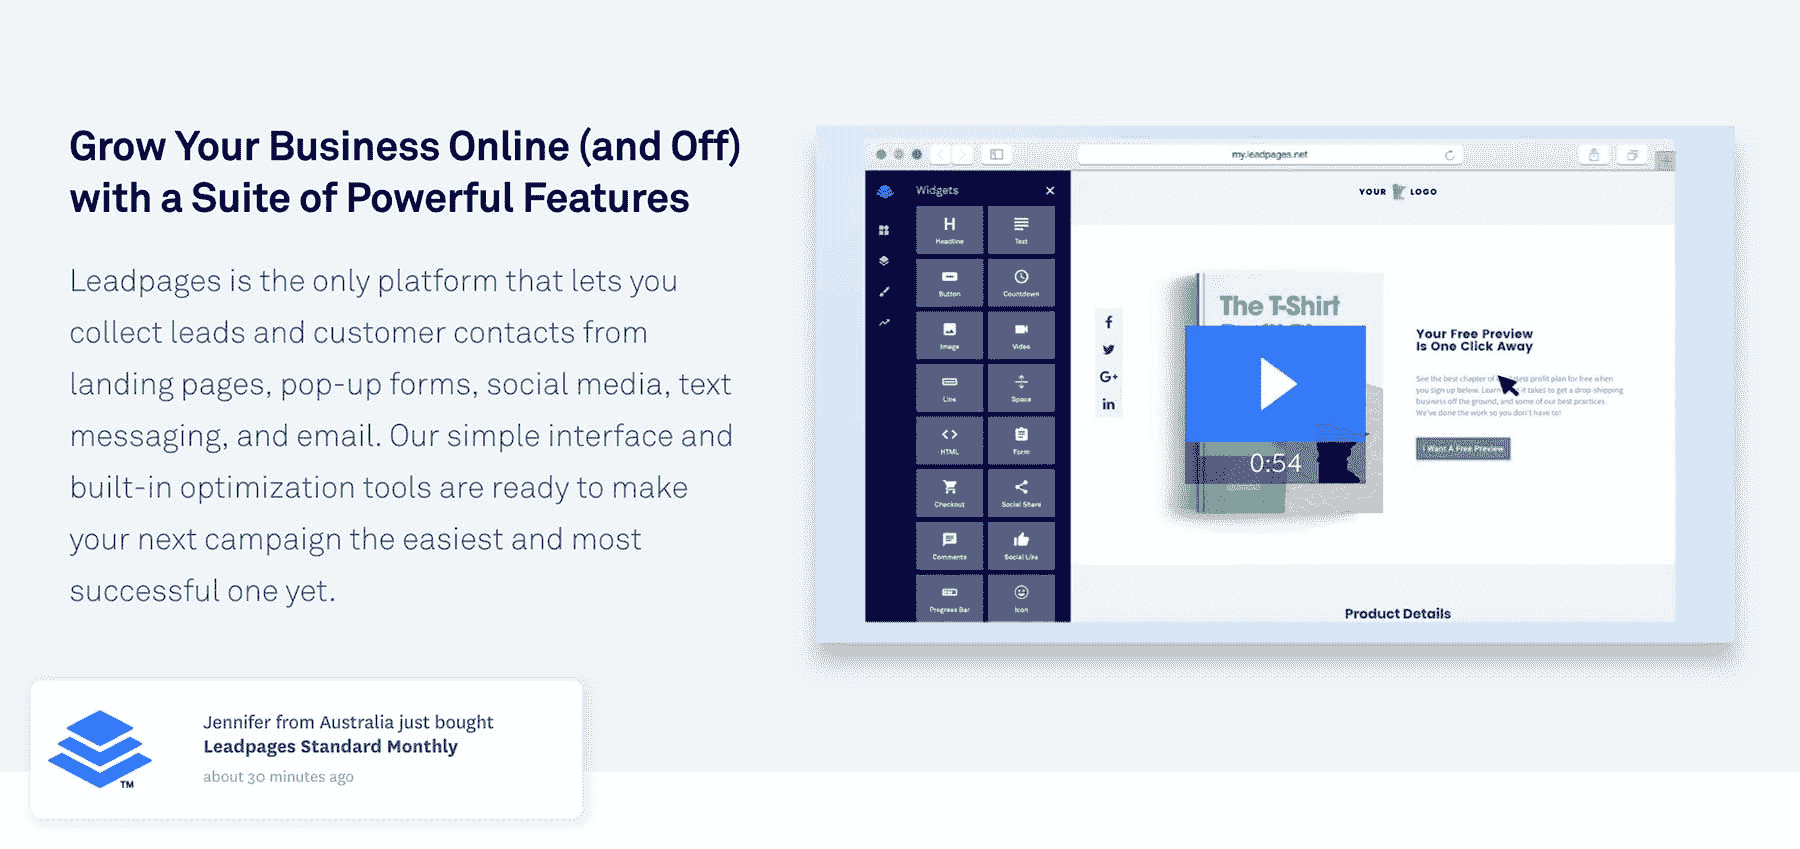 Grow Your Business Online (and Off)
with a Suite of Powerful Features
Leadpages is the only platform that lets you
collect leads and customer contacts from
landing pages, pop-up forms, social media, text
messaging, and email. Our simple interface and
built-in optimization tools are ready to make
your next campaign the easiest and most
successful one yet.
Jennifer from Australia just bought
Leadpages Standard Monthly
about 30 minutes ago
TM
my.leadpages.net
Widgets
Headline
Text
Button
Countdown
Image
Video
Line
Space
HTML
Form
Checkout
Social Share
Comments
Social Like
Progress Bar
Icon
YOUR LOGO
The T-Shirt
0:54
Your Free Preview
Is One Click Away
See the best chapter of latest profit plan for free when
you sign up below. Learn it takes to get a drop-shipping
business off the ground, and some of our best practices.
We've done the work so you don't have to!
I Want A Free Preview
Product Details